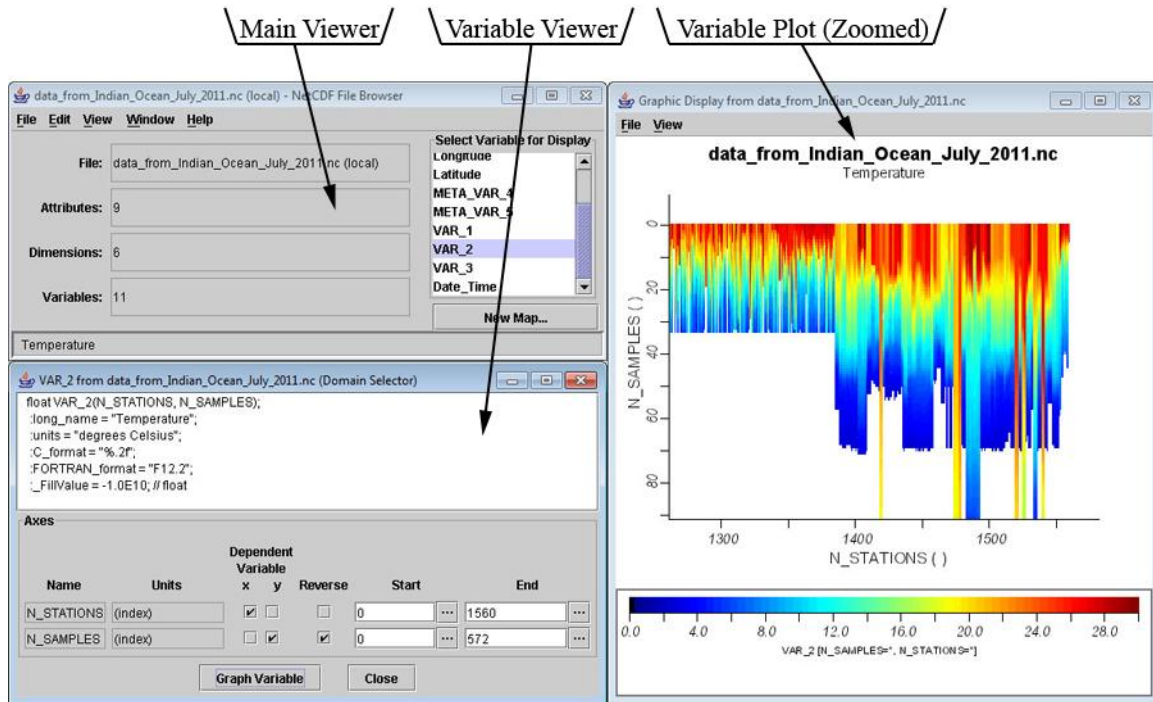 Main Viewer
Variable Viewer
Variable Plot (Zoomed)
data_from_Indian_Ocean_July_2011.nc (local) - NetCDF File Browser
File Edit View Window Help
File: data_from_Indian_Ocean_July_2011.nc (local)
Attributes: 9
Dimensions: 6
Variables: 11
Select Variable for Display
Longitude
Latitude
META_VAR_4
META_VAR_5
VAR_1
VAR_2
VAR_3
Date_Time
New Map...
Temperature
VAR_2 from data_from_Indian_Ocean_July_2011.nc (Domain Selector)
float VAR_2(N_STATIONS, N_SAMPLES);
:long_name = "Temperature";
:units = "degrees Celsius";
:C_format = "%.2f";
:FORTRAN_format = "F12.2";
:_FillValue = -1.0E10; // float
Axes
Dependent
Variable
Name Units x y Reverse Start End
N_STATIONS (index) 0 ... 1560 ...
N_SAMPLES (index) 0 ... 572 ...
Graph Variable Close
Graphic Display from data_from_Indian_Ocean_July_2011.nc
File View
data_from_Indian_Ocean_July_2011.nc
Temperature
0
20
40
60
80
N_SAMPLES ( )
1300 1400 1500
N_STATIONS ( )
0.0 4.0 8.0 12.0 16.0 20.0 24.0 28.0
VAR_2 [N_SAMPLES=*, N_STATIONS=*]